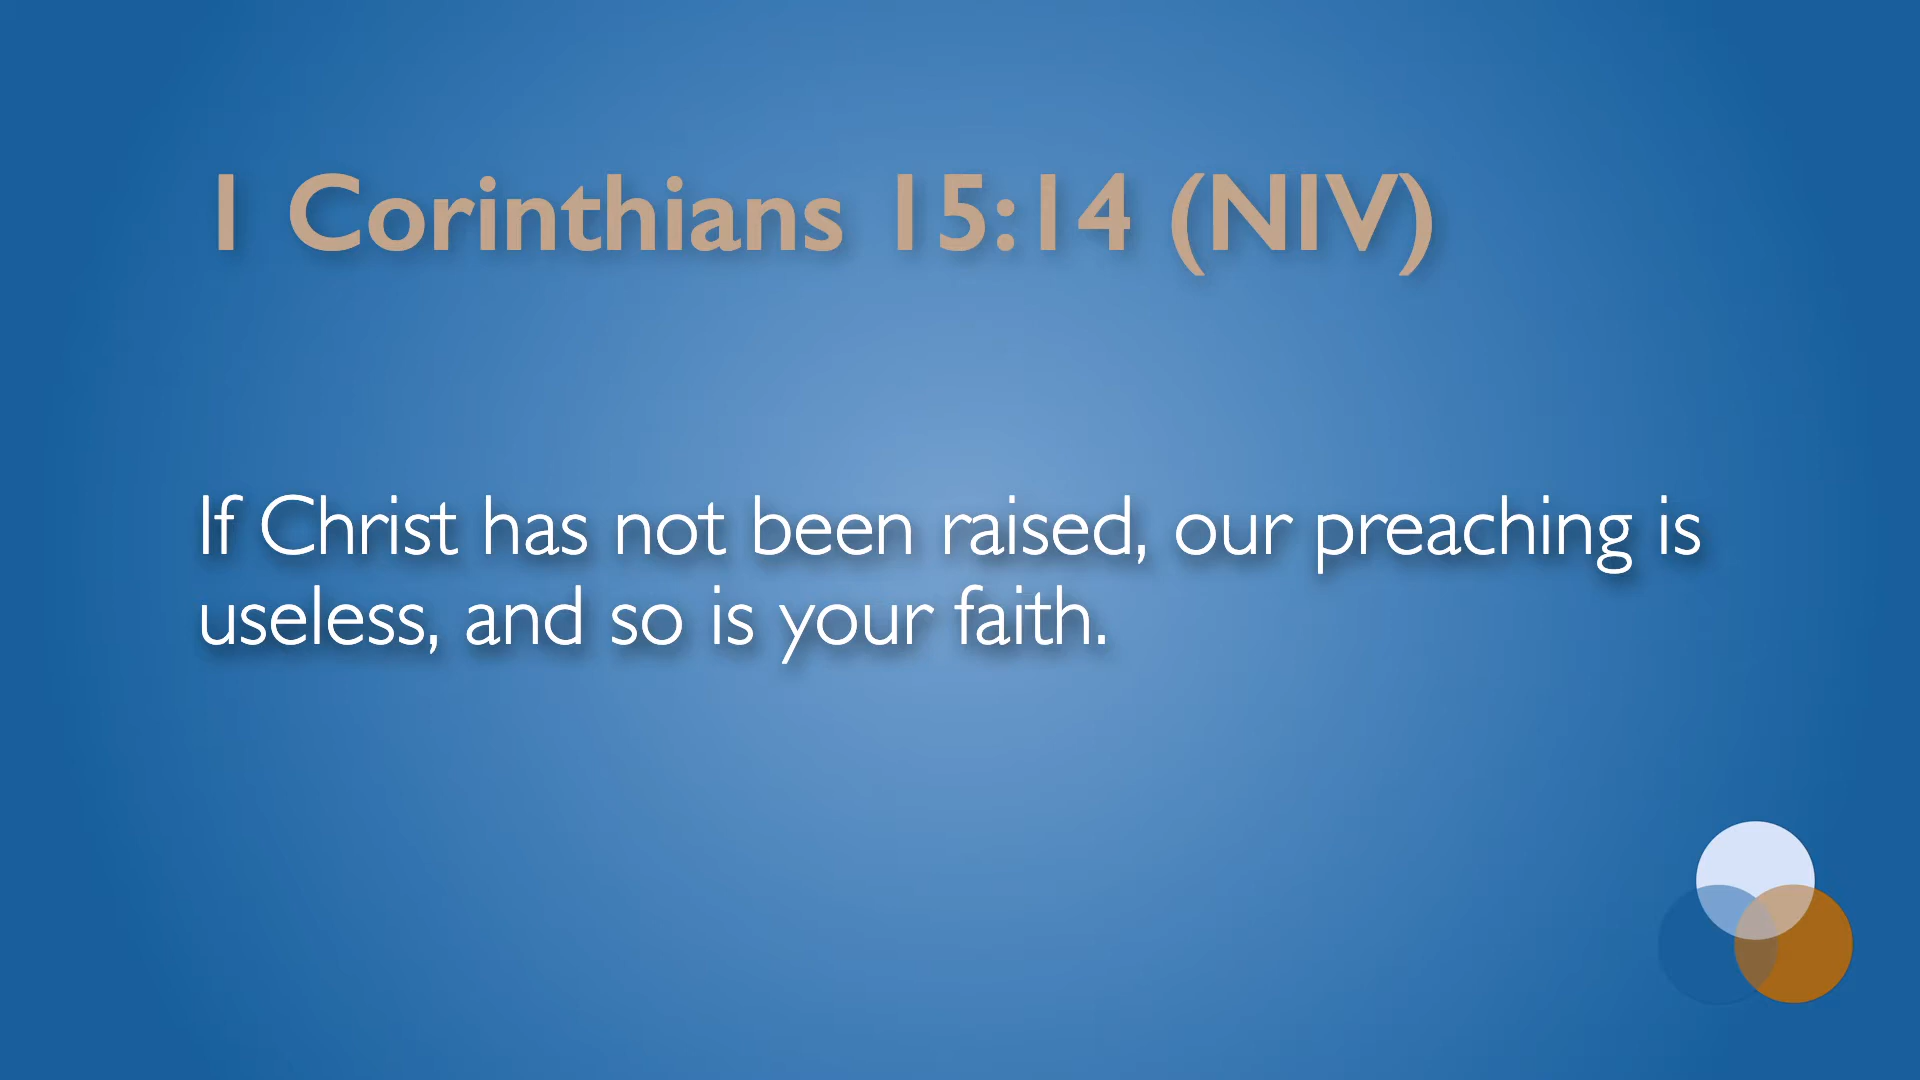 1 Corinthians 15:14 (NIV)
If Christ has not been raised, our preaching is
useless, and so is your faith.